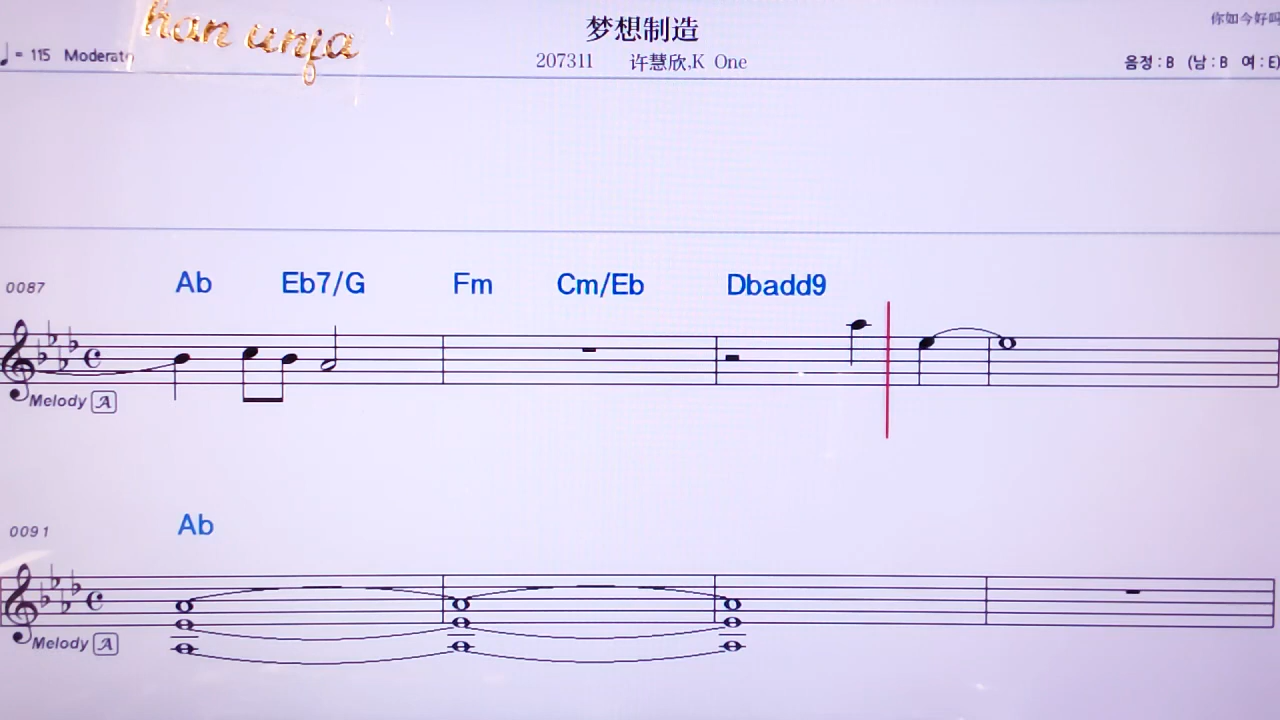 han unja
梦想制造
你如今好吗
♩= 115 Moderato
207311 许慧欣,K One
음정 : B (남 : B 여 : E)
0087
Ab Eb7/G Fm Cm/Eb Dbadd9
Melody A
0091
Ab
Melody A